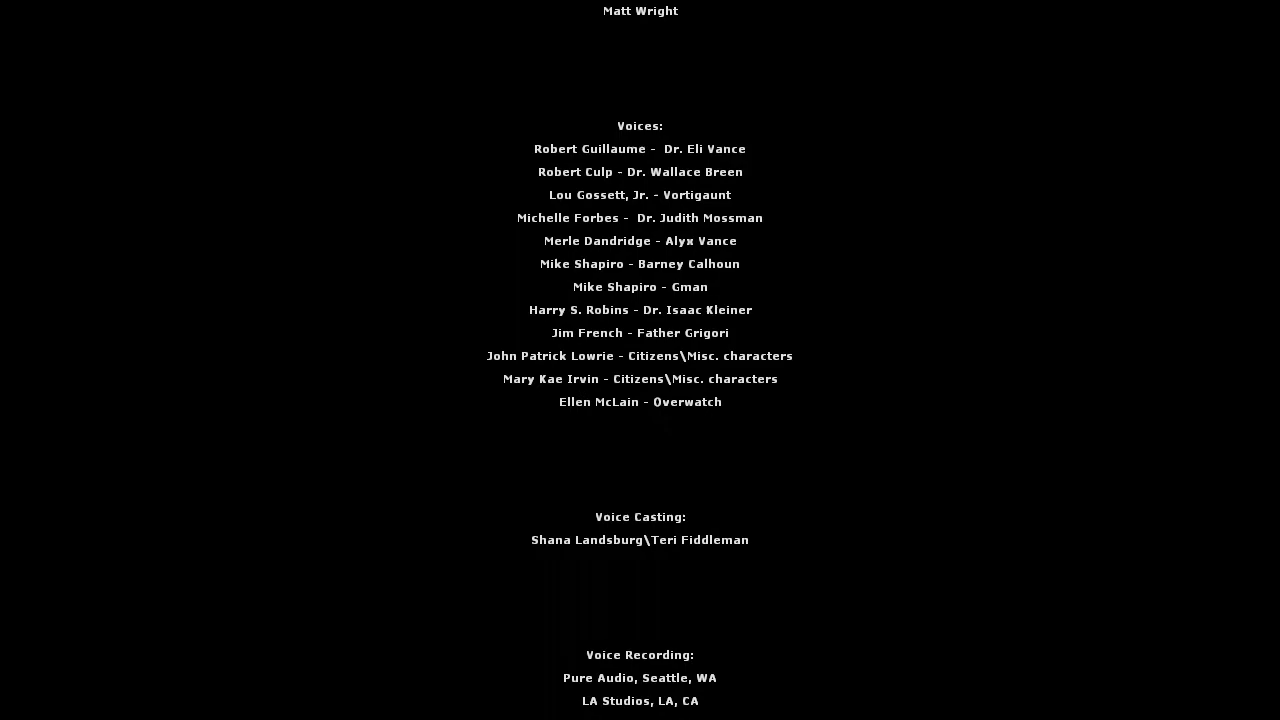 Matt Wright
Voices:
Robert Guillaume -  Dr. Eli Vance
Robert Culp - Dr. Wallace Breen
Lou Gossett, Jr. - Vortigaunt
Michelle Forbes -  Dr. Judith Mossman
Merle Dandridge - Alyx Vance
Mike Shapiro - Barney Calhoun
Mike Shapiro - Gman
Harry S. Robins - Dr. Isaac Kleiner
Jim French - Father Grigori
John Patrick Lowrie - Citizens\Misc. characters
Mary Kae Irvin - Citizens\Misc. characters
Ellen McLain - Overwatch
Voice Casting:
Shana Landsburg\Teri Fiddleman
Voice Recording:
Pure Audio, Seattle, WA
LA Studios, LA, CA